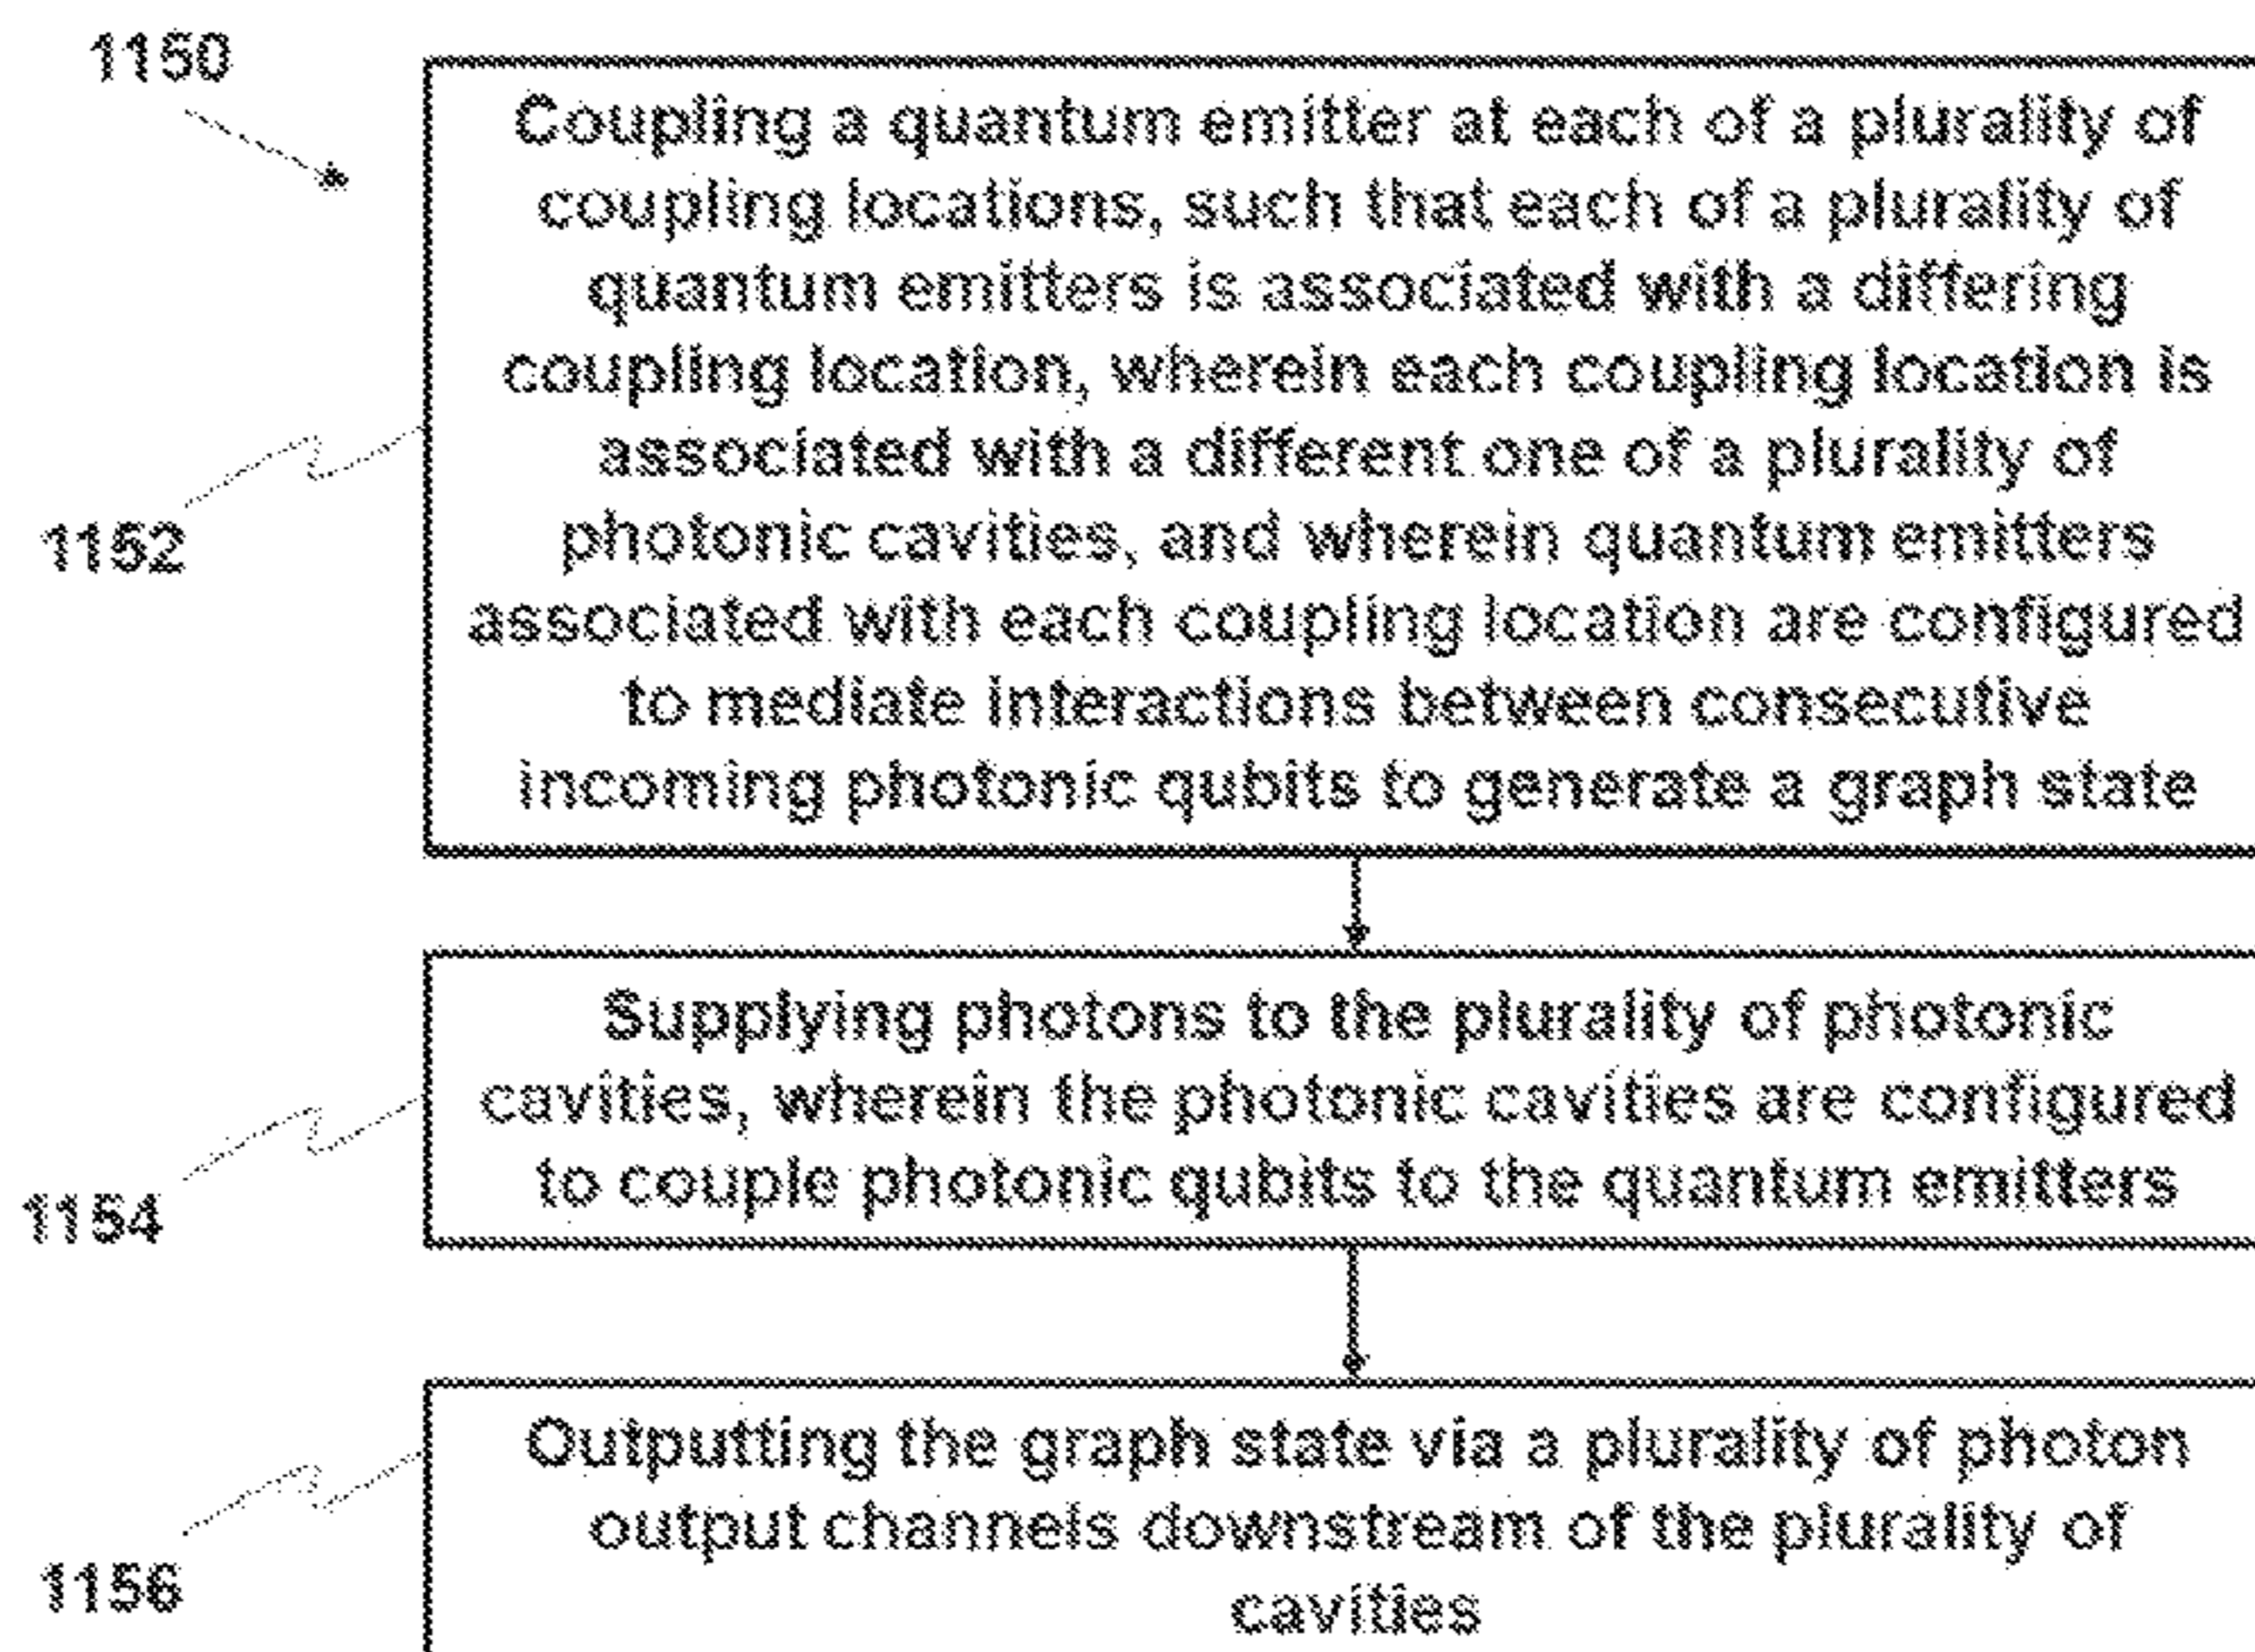 1150
Coupling a quantum emitter at each of a plurality of
coupling locations, such that each of a plurality of
quantum emitters is associated with a differing
coupling location, wherein each coupling location is
associated with a different one of a plurality of
photonic cavities, and wherein quantum emitters
associated with each coupling location are configured
to mediate interactions between consecutive
incoming photonic qubits to generate a graph state
1152
Supplying photons to the plurality of photonic
cavities, wherein the photonic cavities are configured
to couple photonic qubits to the quantum emitters
1154
Outputting the graph state via a plurality of photon
output channels downstream of the plurality of
cavities
1156